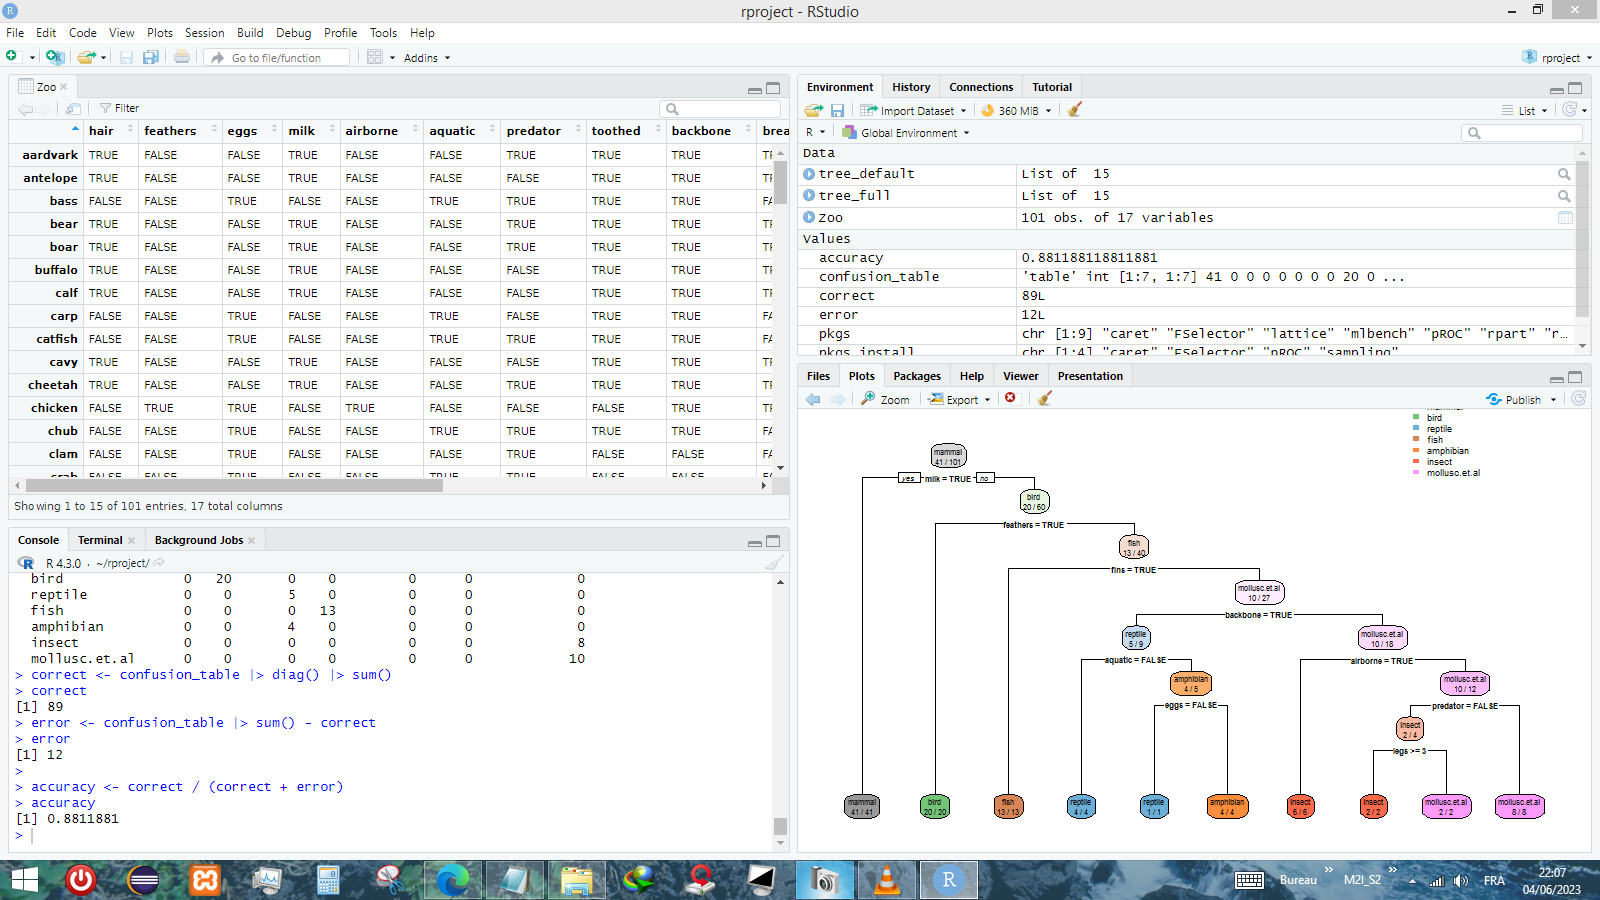 rproject - RStudio
File Edit Code View Plots Session Build Debug Profile Tools Help
Go to file/function Addins rproject
Zoo
Filter
hair feathers eggs milk airborne aquatic predator toothed backbone brea
aardvark TRUE FALSE FALSE TRUE FALSE FALSE TRUE TRUE TRUE
antelope TRUE FALSE FALSE TRUE FALSE FALSE FALSE TRUE TRUE
bass FALSE FALSE TRUE FALSE FALSE TRUE TRUE TRUE TRUE
bear TRUE FALSE FALSE TRUE FALSE FALSE TRUE TRUE TRUE
boar TRUE FALSE FALSE TRUE FALSE FALSE TRUE TRUE TRUE
buffalo TRUE FALSE FALSE TRUE FALSE FALSE FALSE TRUE TRUE
calf TRUE FALSE FALSE TRUE FALSE FALSE FALSE TRUE TRUE
carp FALSE FALSE TRUE FALSE FALSE TRUE FALSE TRUE TRUE
catfish FALSE FALSE TRUE FALSE FALSE TRUE TRUE TRUE TRUE
cavy TRUE FALSE FALSE TRUE FALSE FALSE FALSE TRUE TRUE
cheetah TRUE FALSE FALSE TRUE FALSE FALSE TRUE TRUE TRUE
chicken FALSE TRUE TRUE FALSE TRUE FALSE FALSE FALSE TRUE
chub FALSE FALSE TRUE FALSE FALSE TRUE TRUE TRUE TRUE
clam FALSE FALSE TRUE FALSE FALSE FALSE TRUE FALSE FALSE
crab FALSE FALSE TRUE FALSE FALSE TRUE TRUE FALSE FALSE
Showing 1 to 15 of 101 entries, 17 total columns
Console Terminal Background Jobs
R 4.3.0 · ~/rproject/
bird 0 20 0 0 0 0 0
reptile 0 0 5 0 0 0 0
fish 0 0 0 13 0 0 0
amphibian 0 0 4 0 0 0 0
insect 0 0 0 0 0 0 8
mollusc.et.al 0 0 0 0 0 0 10
> correct <- confusion_table |> diag() |> sum()
> correct
[1] 89
> error <- confusion_table |> sum() - correct
> error
[1] 12
>
> accuracy <- correct / (correct + error)
> accuracy
[1] 0.8811881
>
Environment History Connections Tutorial
Import Dataset 360 MiB List
R Global Environment
Data
tree_default List of 15
tree_full List of 15
Zoo 101 obs. of 17 variables
Values
accuracy 0.881188118811881
confusion_table 'table' int [1:7, 1:7] 41 0 0 0 0 0 0 0 20 0 ...
correct 89L
error 12L
pkgs chr [1:9] "caret" "FSelector" "lattice" "mlbench" "pROC" "rpart" "r…
pkgs_install chr [1:4] "caret" "FSelector" "pROC" "sampling"
Files Plots Packages Help Viewer Presentation
Zoom Export Publish
mammal
bird
reptile
fish
amphibian
insect
mollusc.et.al
mammal
41 / 101
yes milk = TRUE no
bird
20 / 60
feathers = TRUE
fish
13 / 40
fins = TRUE
mollusc.et.al
10 / 27
backbone = TRUE
reptile
5 / 9
mollusc.et.al
10 / 18
aquatic = FALSE airborne = TRUE
amphibian
4 / 5
mollusc.et.al
10 / 12
eggs = FALSE predator = FALSE
insect
2 / 4
legs >= 3
mammal
41 / 41
bird
20 / 20
fish
13 / 13
reptile
4 / 4
reptile
1 / 1
amphibian
4 / 4
insect
6 / 6
insect
2 / 2
mollusc.et.al
2 / 2
mollusc.et.al
8 / 8
Bureau » M2I_S2 » FRA 22:07
04/06/2023